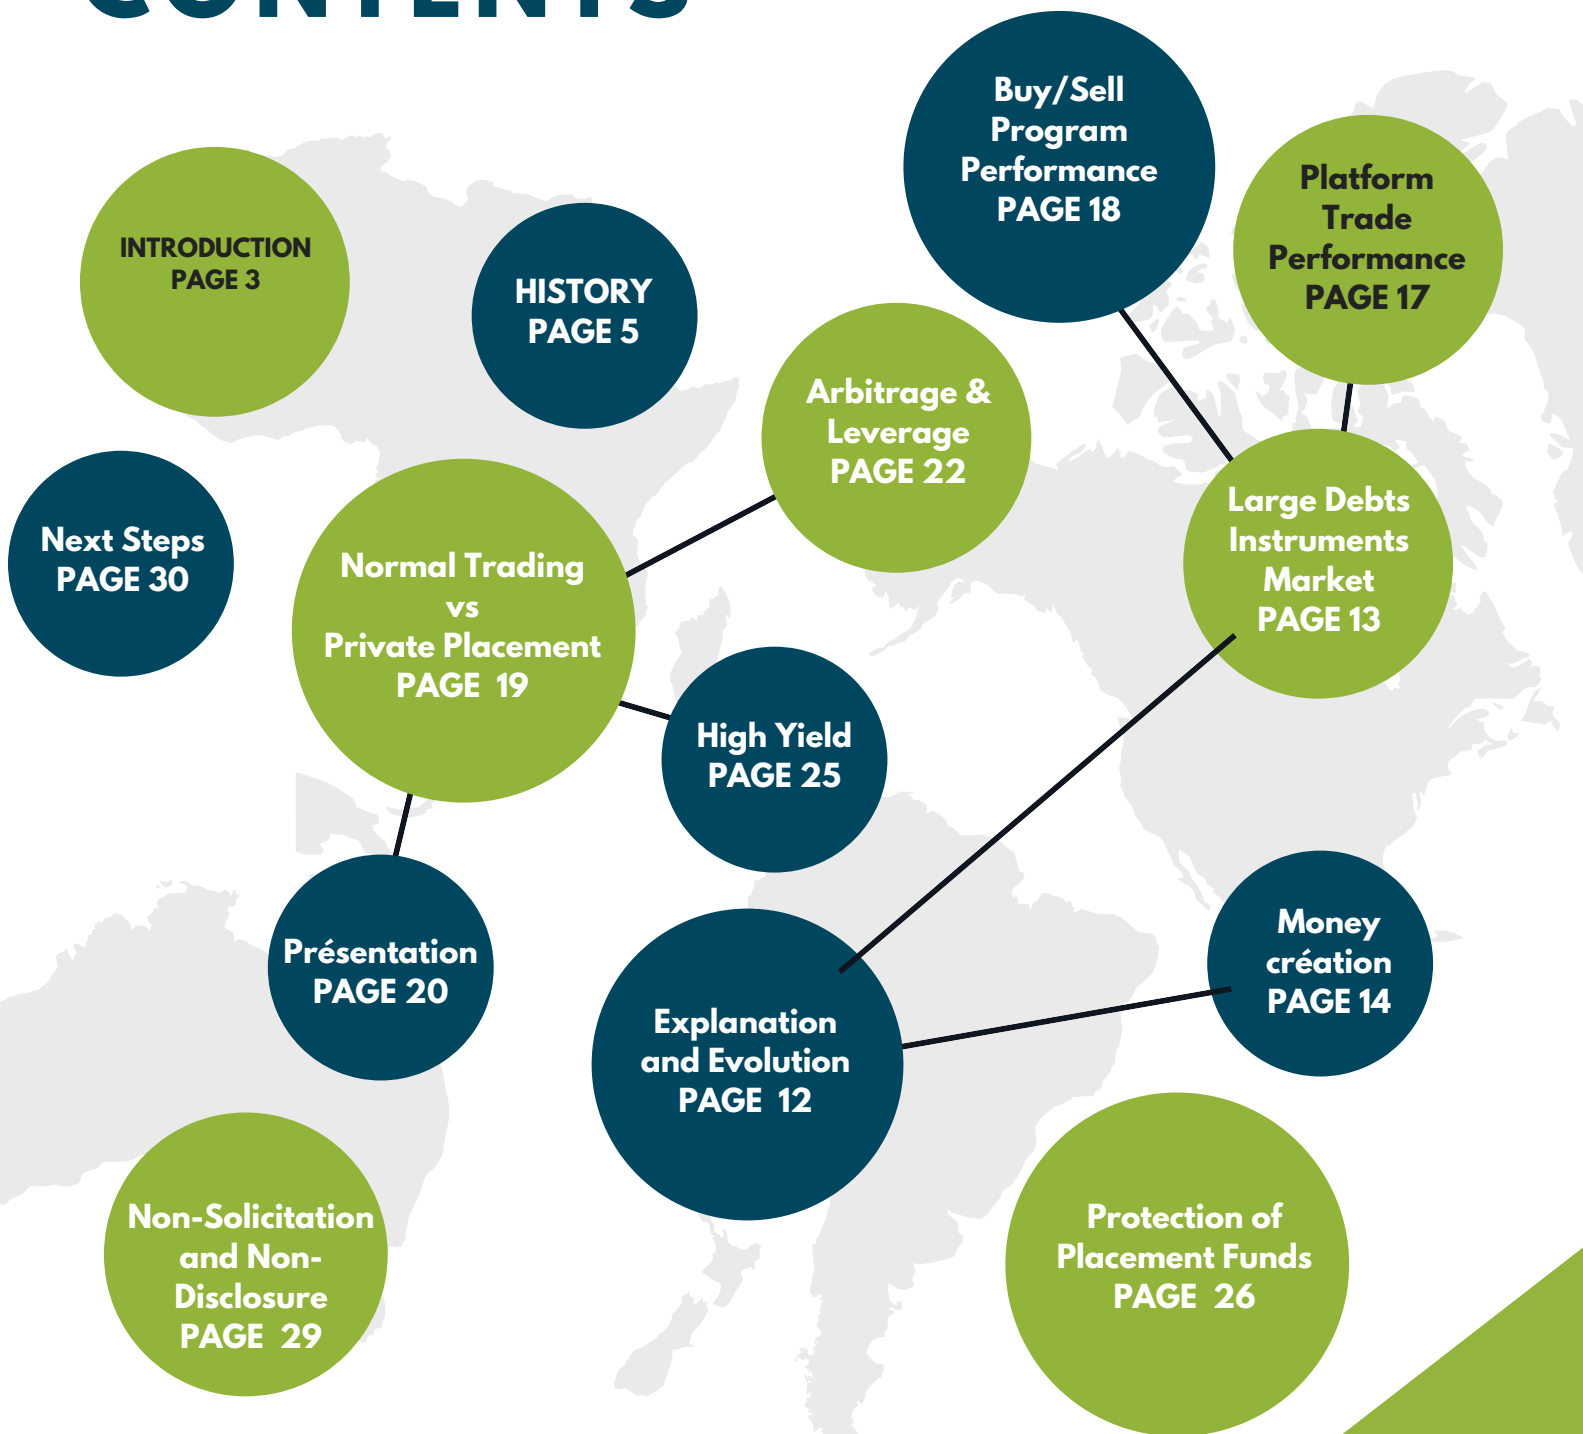 CONTENTS
Buy/Sell
Program
Performance
PAGE 18
Platform
Trade
Performance
PAGE 17
INTRODUCTION
PAGE 3
HISTORY
PAGE 5
Arbitrage &
Leverage
PAGE 22
Large Debts
Instruments
Market
PAGE 13
Next Steps
PAGE 30
Normal Trading
vs
Private Placement
PAGE 19
High Yield
PAGE 25
Présentation
PAGE 20
Money
création
PAGE 14
Explanation
and Evolution
PAGE 12
Non-Solicitation
and Non-
Disclosure
PAGE 29
Protection of
Placement Funds
PAGE 26